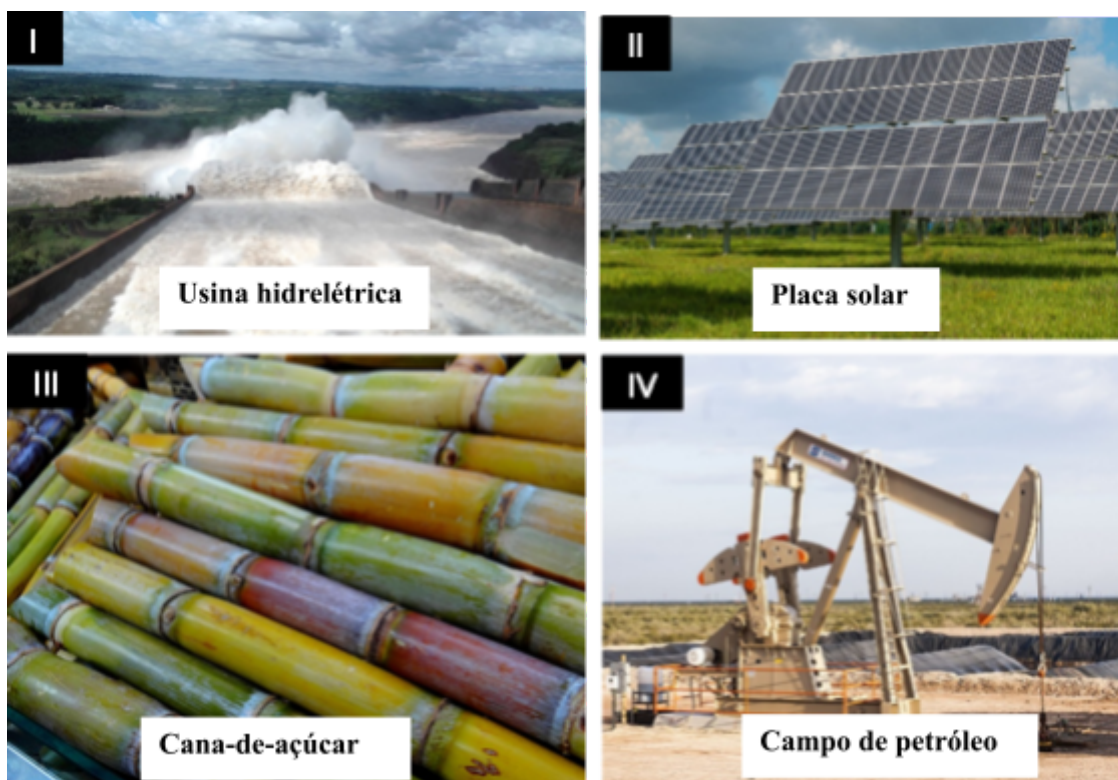 I
II
Usina hidrelétrica
Placa solar
III
IV
Cana-de-açúcar
Campo de petróleo